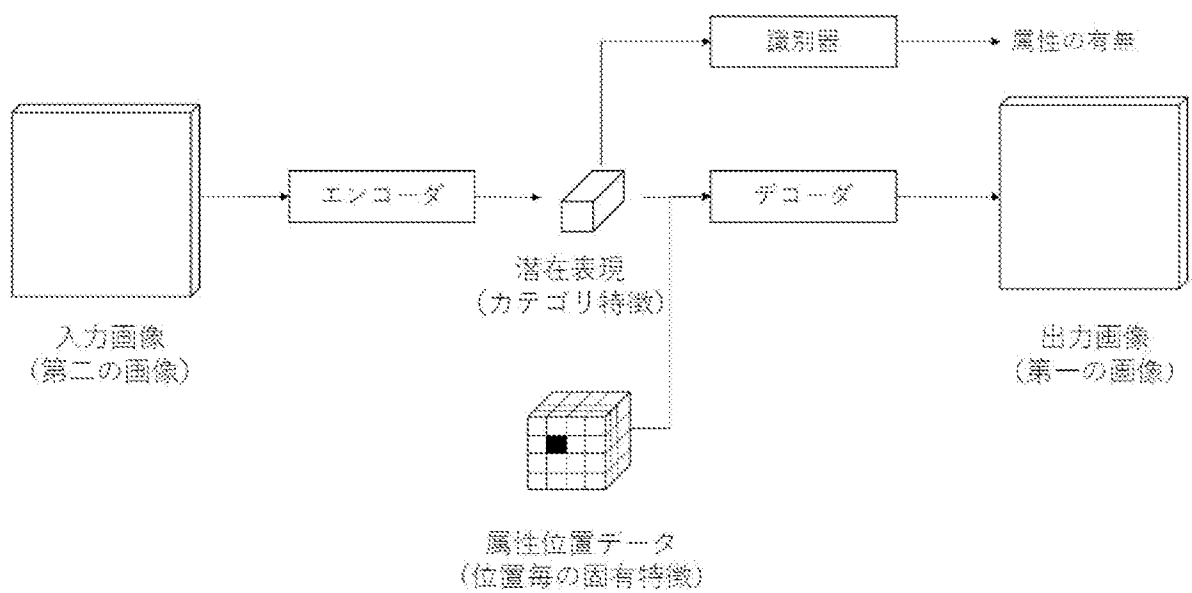 識別器
属性の有無
エンコーダ
デコーダ
潜在表現
(カテゴリ特徴)
入力画像
(第二の画像)
出力画像
(第一の画像)
属性位置データ
(位置毎の固有特徴)